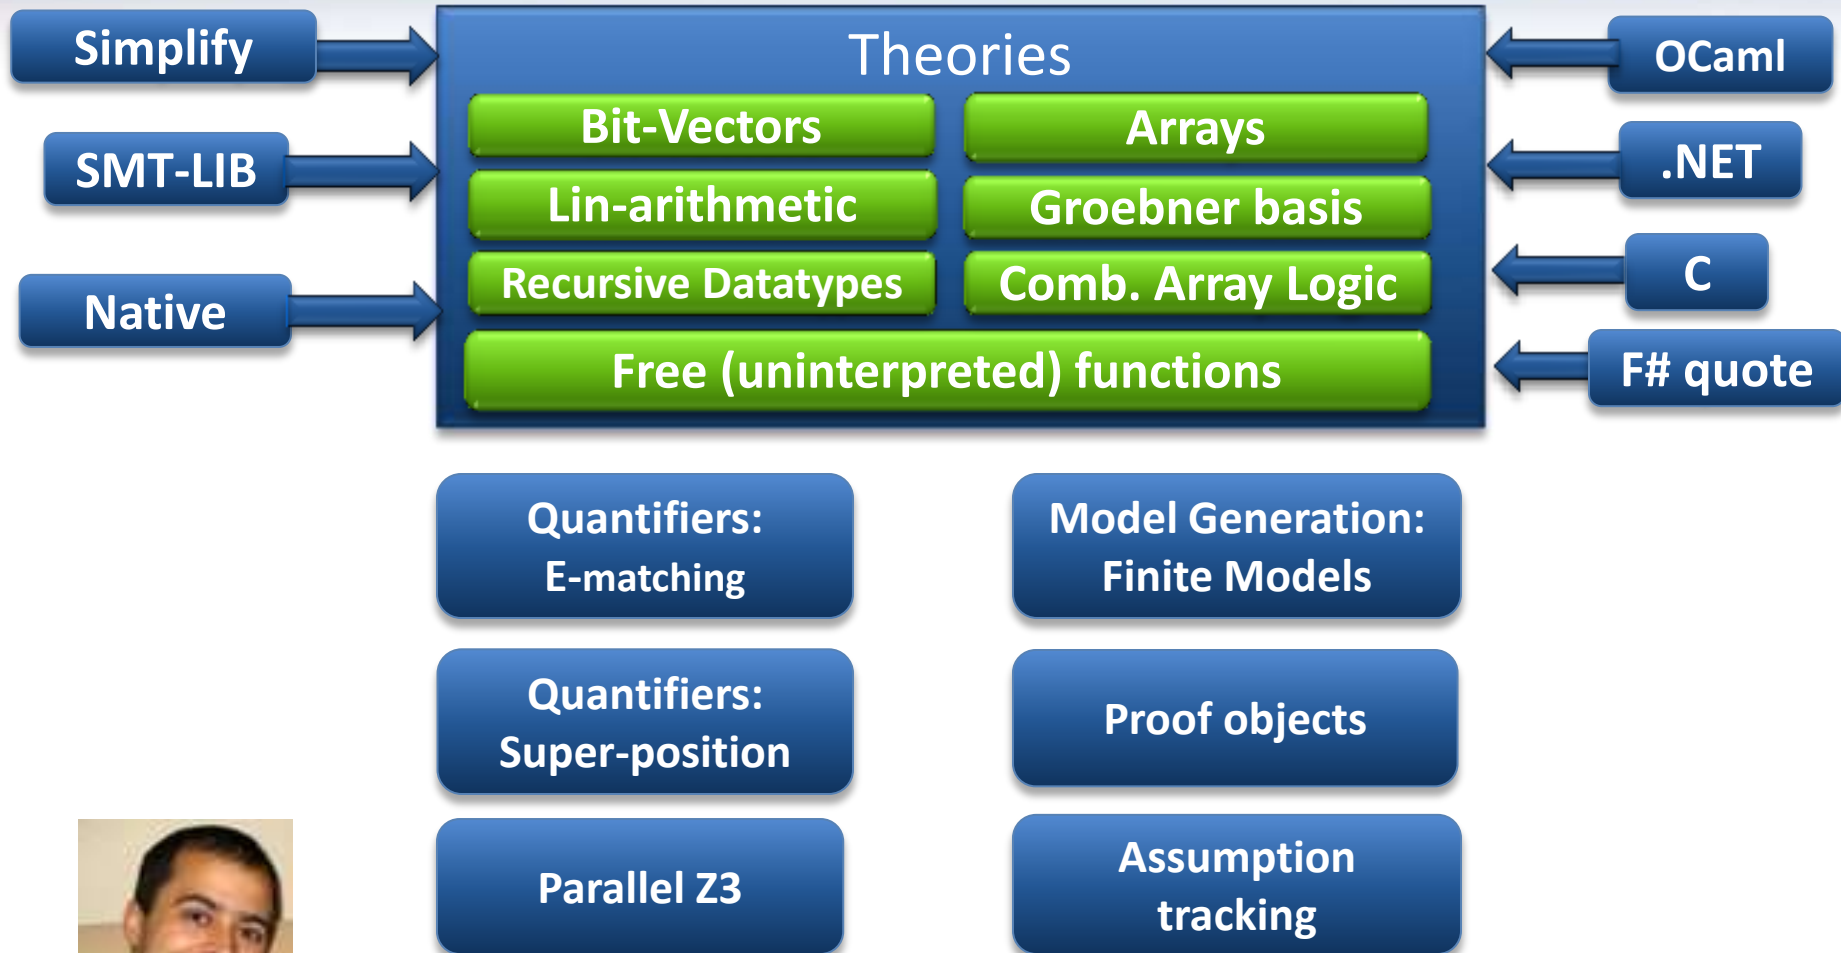 Simplify
SMT-LIB
Native
Theories
Bit-Vectors
Arrays
Lin-arithmetic
Groebner basis
Recursive Datatypes
Comb. Array Logic
Free (uninterpreted) functions
OCaml
.NET
C
F# quote
Quantifiers:
E-matching
Model Generation:
Finite Models
Quantifiers:
Super-position
Proof objects
Parallel Z3
Assumption
tracking